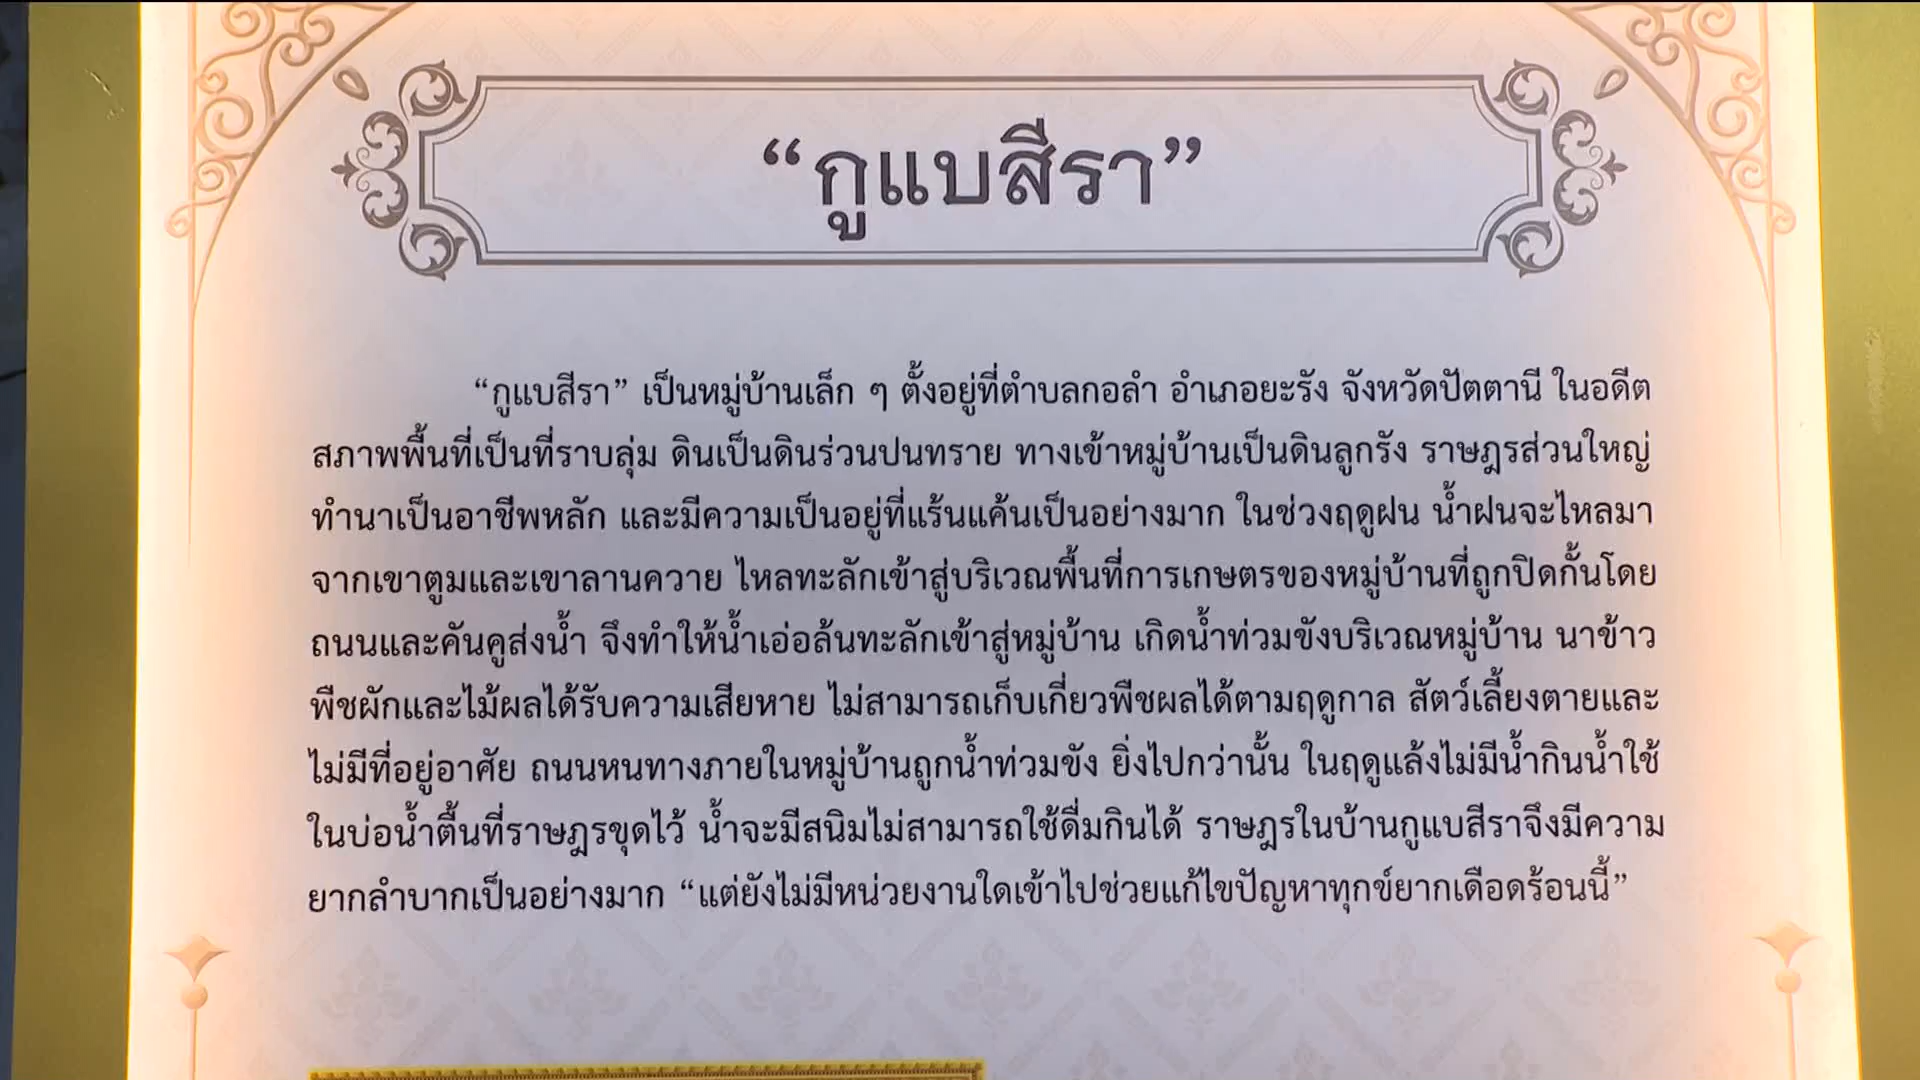 “กูแบสีรา”
“กูแบสีรา” เป็นหมู่บ้านเล็ก ๆ ตั้งอยู่ที่ตำบลกอลำ อำเภอยะรัง จังหวัดปัตตานี ในอดีต
สภาพพื้นที่เป็นที่ราบลุ่ม ดินเป็นดินร่วนปนทราย ทางเข้าหมู่บ้านเป็นดินลูกรัง ราษฎรส่วนใหญ่
ทำนาเป็นอาชีพหลัก และมีความเป็นอยู่ที่แร้นแค้นเป็นอย่างมาก ในช่วงฤดูฝน น้ำฝนจะไหลมา
จากเขาตูมและเขาลานควาย ไหลทะลักเข้าสู่บริเวณพื้นที่การเกษตรของหมู่บ้านที่ถูกปิดกั้นโดย
ถนนและคันคูส่งน้ำ จึงทำให้น้ำเอ่อล้นทะลักเข้าสู่หมู่บ้าน เกิดน้ำท่วมขังบริเวณหมู่บ้าน นาข้าว
พืชผักและไม้ผลได้รับความเสียหาย ไม่สามารถเก็บเกี่ยวพืชผลได้ตามฤดูกาล สัตว์เลี้ยงตายและ
ไม่มีที่อยู่อาศัย ถนนหนทางภายในหมู่บ้านถูกน้ำท่วมขัง ยิ่งไปกว่านั้น ในฤดูแล้งไม่มีน้ำกินน้ำใช้
ในบ่อน้ำตื้นที่ราษฎรขุดไว้ น้ำจะมีสนิมไม่สามารถใช้ดื่มกินได้ ราษฎรในบ้านกูแบสีราจึงมีความ
ยากลำบากเป็นอย่างมาก “แต่ยังไม่มีหน่วยงานใดเข้าไปช่วยแก้ไขปัญหาทุกข์ยากเดือดร้อนนี้”